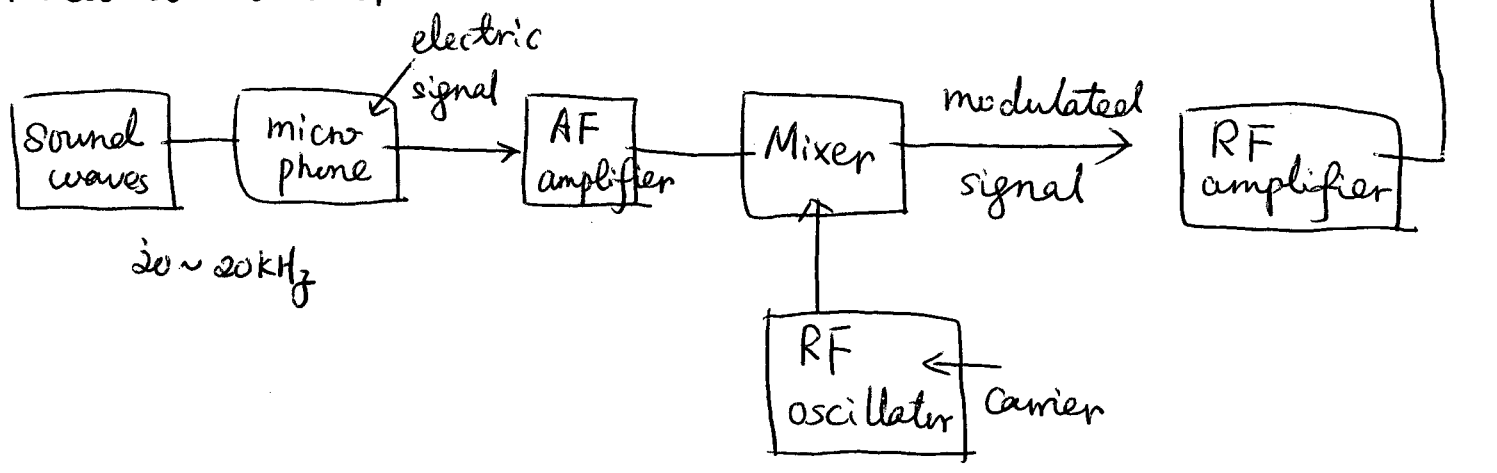 electric
signal
sound
waves
micro
phone
AF
amplifier
Mixer
modulated
signal
RF
amplifier
20 ~ 20kHz
RF
oscillator
Carrier